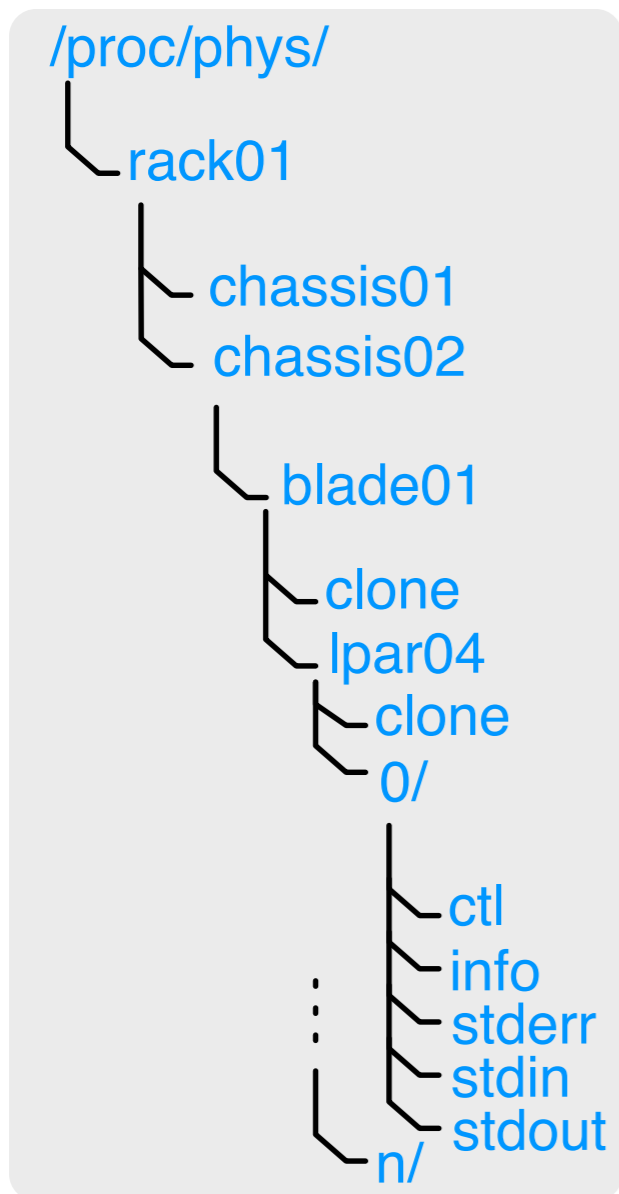 /proc/phys/
rack01
chassis01
chassis02
blade01
clone
lpar04
clone
0/
ctl
info
stderr
stdin
stdout
n/